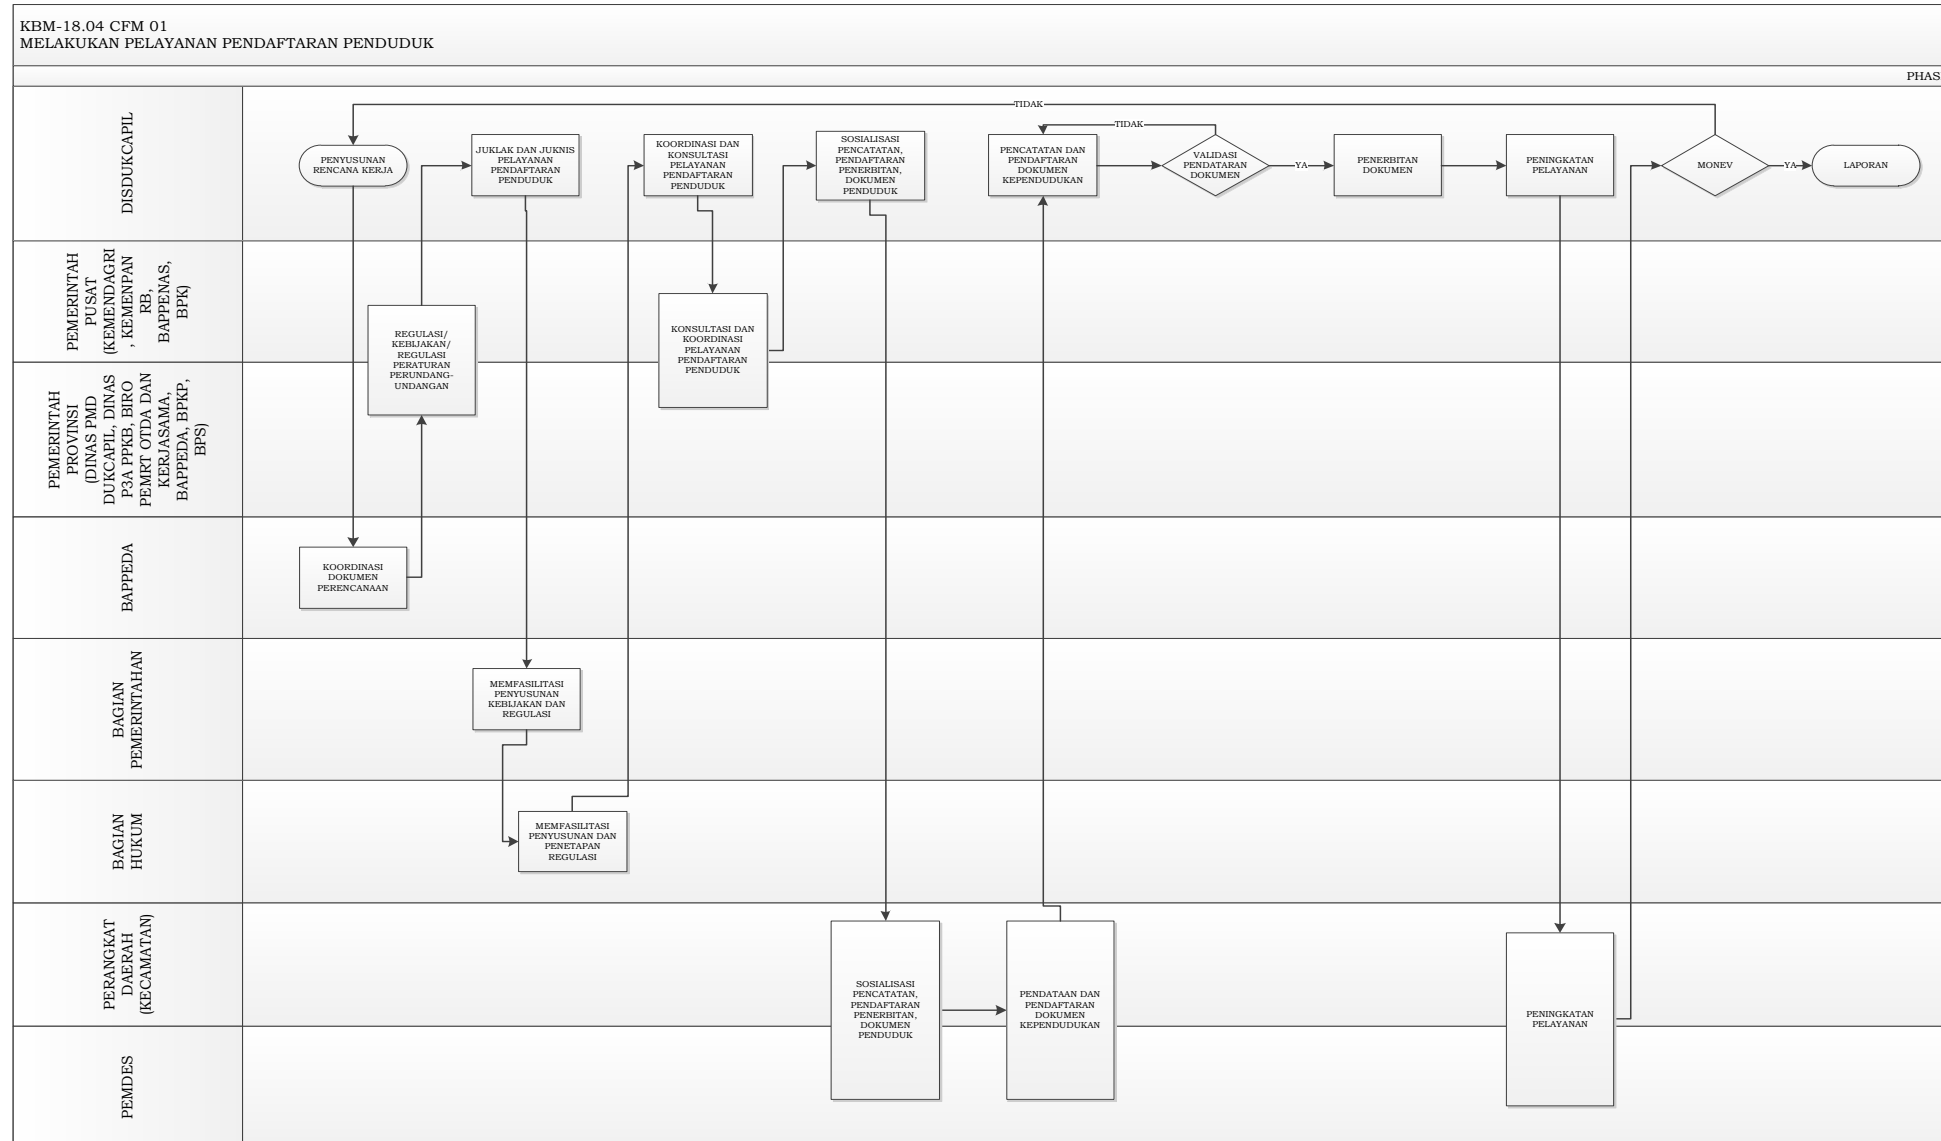 KBM-18.04 CFM 01
MELAKUKAN PELAYANAN PENDAFTARAN PENDUDUK
PHAS
DISDUKCAPIL
TIDAK
TIDAK
PENYUSUNAN
RENCANA KERJA
JUKLAK DAN JUKNIS
PELAYANAN
PENDAFTARAN
PENDUDUK
KOORDINASI DAN
KONSULTASI
PELAYANAN
PENDAFTARAN
PENDUDUK
SOSIALISASI
PENCATATAN,
PENDAFTARAN
PENERBITAN,
DOKUMEN
PENDUDUK
PENCATATAN DAN
PENDAFTARAN
DOKUMEN
KEPENDUDUKAN
VALIDASI
PENDATARAN
DOKUMEN
YA
PENERBITAN
DOKUMEN
PENINGKATAN
PELAYANAN
MONEV
YA
LAPORAN
PEMERINTAH
PUSAT
(KEMENDAGRI
, KEMENPAN
RB,
BAPPENAS,
BPK)
REGULASI/
KEBIJAKAN/
REGULASI
PERATURAN
PERUNDANG-
UNDANGAN
KONSULTASI DAN
KOORDINASI
PELAYANAN
PENDAFTARAN
PENDUDUK
PEMERINTAH
PROVINSI
(DINAS PMD
DUKCAPIL, DINAS
P3A PPKB, BIRO
PEMRT OTDA DAN
KERJASAMA,
BAPPEDA, BPKP,
BPS)
BAPPEDA
KOORDINASI
DOKUMEN
PERENCANAAN
BAGIAN
PEMERINTAHAN
MEMFASILITASI
PENYUSUNAN
KEBIJAKAN DAN
REGULASI
BAGIAN
HUKUM
MEMFASILITASI
PENYUSUNAN DAN
PENETAPAN
REGULASI
PERANGKAT
DAERAH
(KECAMATAN)
SOSIALISASI
PENCATATAN,
PENDAFTARAN
PENERBITAN,
DOKUMEN
PENDUDUK
PENDATAAN DAN
PENDAFTARAN
DOKUMEN
KEPENDUDUKAN
PENINGKATAN
PELAYANAN
PEMDES